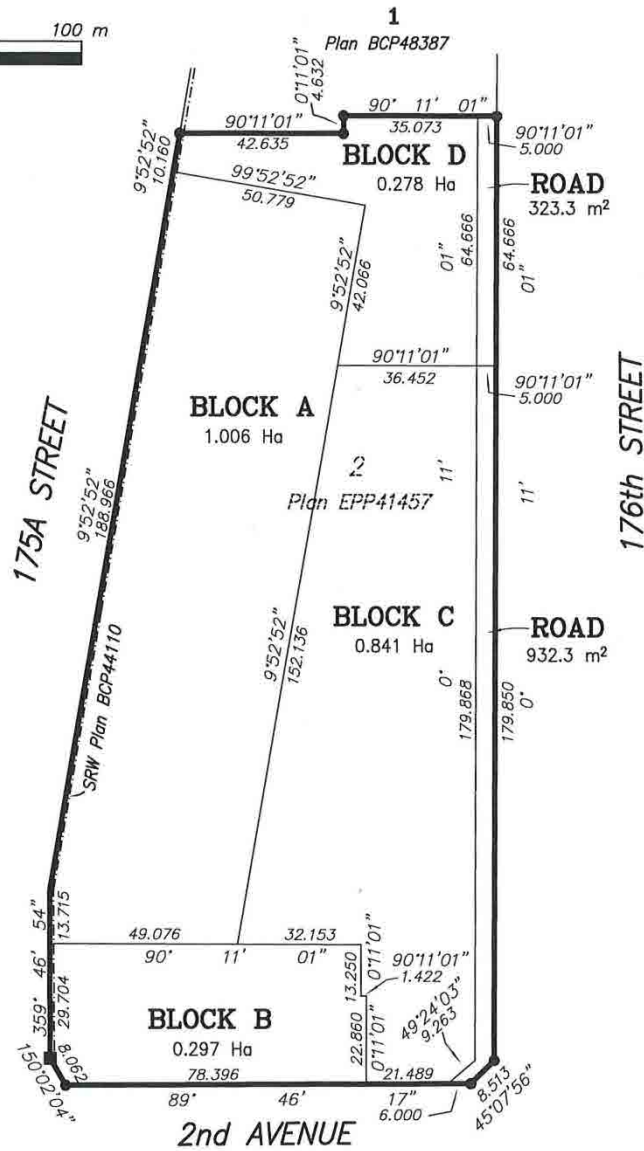 100 m
1
Plan BCP48387
0°11'01"
4.632
90° 11' 01"
35.073
90°11'01"
42.635
90°11'01"
5.000
BLOCK D
0.278 Ha
ROAD
323.3 m²
9°52'52"
10.160
99°52'52"
50.779
64.666
01"
64.666
01"
9°52'52"
42.066
90°11'01"
36.452
90°11'01"
5.000
BLOCK A
1.006 Ha
175A STREET
176th STREET
2
Plan EPP41457
11'
11'
9°52'52"
188.966
BLOCK C
0.841 Ha
ROAD
932.3 m²
9°52'52"
152.136
0°
179.868
179.850
0°
SRW Plan BCP44110
359° 46' 54"
13.715
29.704
49.076
32.153
90° 11' 01"
0°11'01"
13.250
90°11'01"
1.422
49°24'03"
9.263
BLOCK B
0.297 Ha
22.860
0°11'01"
150°02'04"
8.062
78.396
21.489
89° 46' 17"
6.000
8.513
45°07'56"
2nd AVENUE